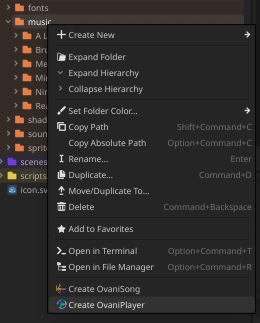 fonts
music
Create New
A L
Bru
Expand Folder
Me
Expand Hierarchy
Mi
Collapse Hierarchy
Nin
Rea
Set Folder Color...
shad
Copy Path Shift+Command+C
soun
Copy Absolute Path Option+Command+C
sprite
Rename... Enter
scenes
Duplicate... Command+D
scripts
Move/Duplicate To...
icon.sv
Delete Command+Backspace
Add to Favorites
Open in Terminal Option+Command+T
Open in File Manager Option+Command+R
Create OvaniSong
Create OvaniPlayer